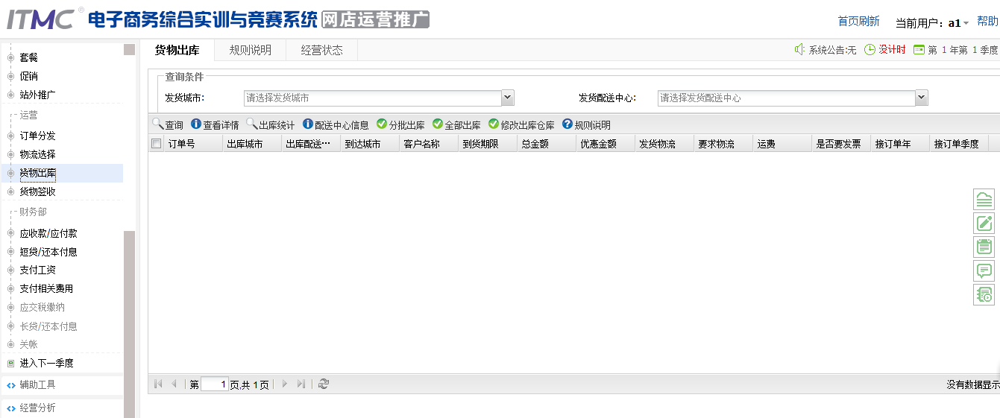 ITMC® 电子商务综合实训与竞赛系统 网店运营推广
首页刷新 当前用户：a1 帮助
套餐
促销
站外推广
运营
订单分发
物流选择
货物出库
货物签收
财务部
应收款/应付款
短贷/还本付息
支付工资
支付相关费用
应交税缴纳
长贷/还本付息
关帐
进入下一季度
辅助工具
经营分析
货物出库 规则说明 经营状态
系统公告:无 没计时 第 1 年第 1 季度
查询条件
发货城市: 请选择发货城市 发货配送中心: 请选择发货配送中心
查询 查看详情 出库统计 配送中心信息 分批出库 全部出库 修改出库仓库 规则说明
订单号 出库城市 出库配送… 到达城市 客户名称 到货期限 总金额 优惠金额 发货物流 要求物流 运费 是否要发票 接订单年 接订单季度
第 1 页,共 1页
没有数据显示